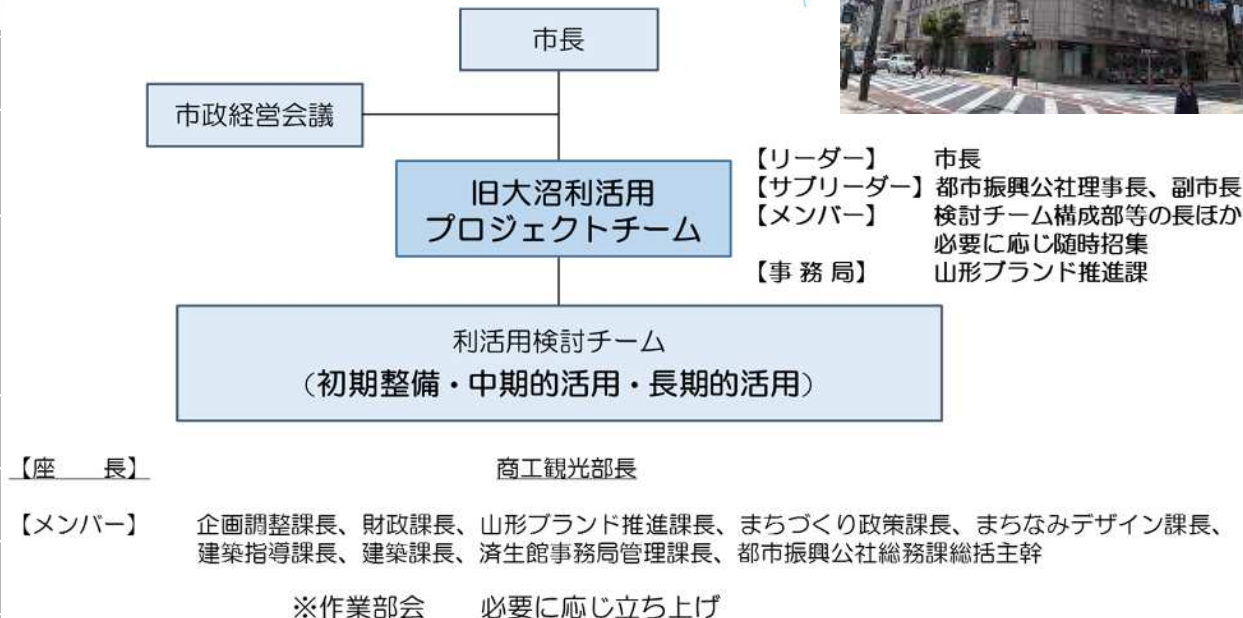 市長
市政経営会議
旧大沼利活用
プロジェクトチーム
【リーダー】 市長
【サブリーダー】都市振興公社理事長、副市長
【メンバー】 検討チーム構成部等の長ほか
必要に応じ随時招集
【事 務 局】 山形ブランド推進課
利活用検討チーム
（初期整備・中期的活用・長期的活用）
【座　　長】 商工観光部長
【メンバー】 企画調整課長、財政課長、山形ブランド推進課長、まちづくり政策課長、まちなみデザイン課長、
建築指導課長、建築課長、済生館事務局管理課長、都市振興公社総務課総括主幹
※作業部会　　必要に応じ立ち上げ